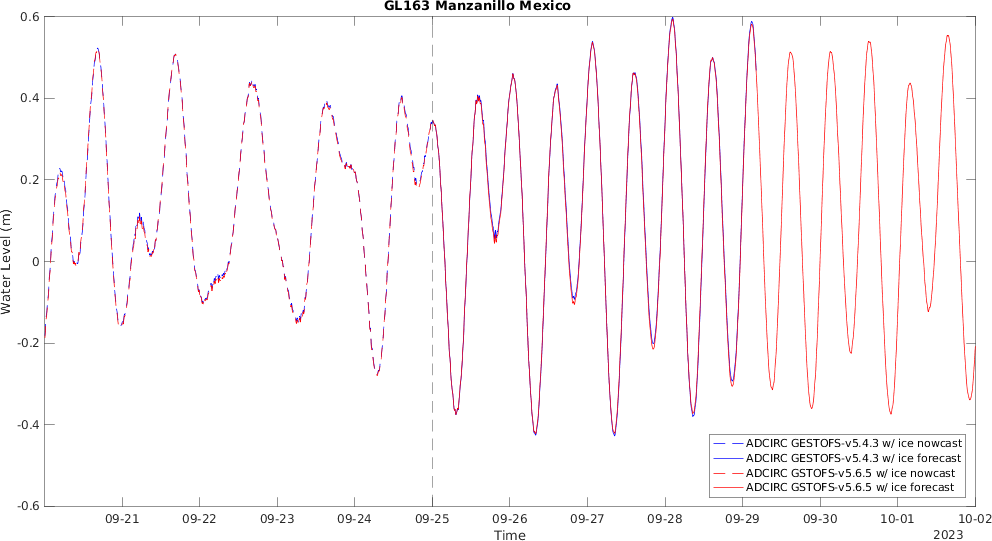 GL163 Manzanillo Mexico
0.6
0.4
0.2
0
-0.2
-0.4
-0.6
Water Level (m)
ADCIRC GESTOFS-v5.4.3 w/ ice nowcast
ADCIRC GESTOFS-v5.4.3 w/ ice forecast
ADCIRC GSTOFS-v5.6.5 w/ ice nowcast
ADCIRC GSTOFS-v5.6.5 w/ ice forecast
09-21 09-22 09-23 09-24 09-25 09-26 09-27 09-28 09-29 09-30 10-01 10-02
Time
2023